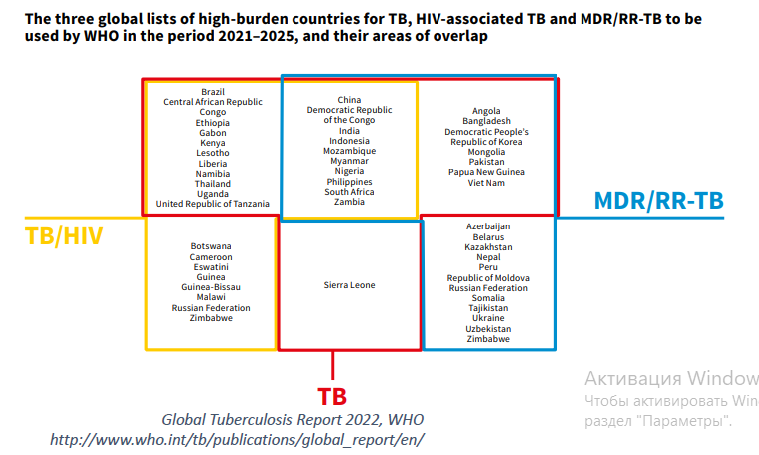 The three global lists of high-burden countries for TB, HIV-associated TB and MDR/RR-TB to be
used by WHO in the period 2021–2025, and their areas of overlap
Brazil
Central African Republic
Congo
Ethiopia
Gabon
Kenya
Lesotho
Liberia
Namibia
Thailand
Uganda
United Republic of Tanzania
China
Democratic Republic
of the Congo
India
Indonesia
Mozambique
Myanmar
Nigeria
Philippines
South Africa
Zambia
Angola
Bangladesh
Democratic People's
Republic of Korea
Mongolia
Pakistan
Papua New Guinea
Viet Nam
MDR/RR-TB
TB/HIV
Botswana
Cameroon
Eswatini
Guinea
Guinea-Bissau
Malawi
Russian Federation
Zimbabwe
Sierra Leone
Azerbaijan
Belarus
Kazakhstan
Nepal
Peru
Republic of Moldova
Russian Federation
Somalia
Tajikistan
Ukraine
Uzbekistan
Zimbabwe
TB
Global Tuberculosis Report 2022, WHO
http://www.who.int/tb/publications/global_report/en/
Активация Window
Чтобы активировать Win
раздел "Параметры".